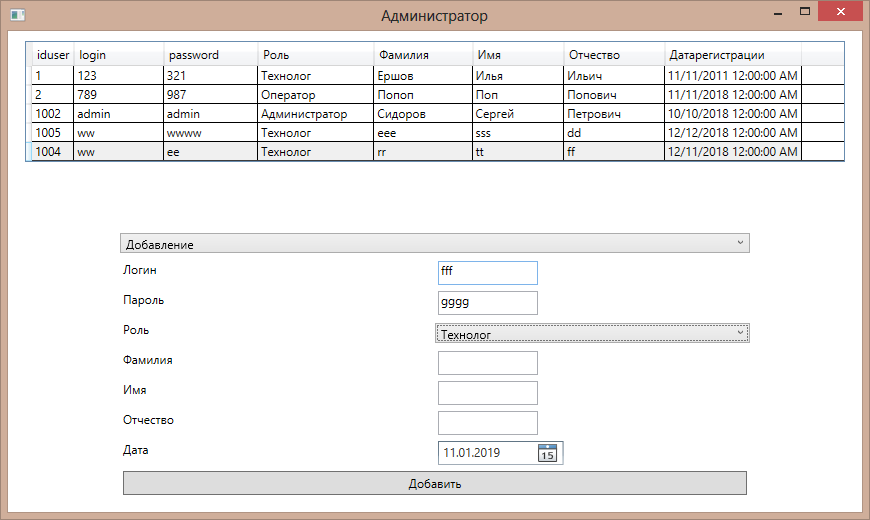 Администратор
iduser login password Роль Фамилия Имя Отчество Датарегистрации
1 123 321 Технолог Ершов Илья Ильич 11/11/2011 12:00:00 AM
2 789 987 Оператор Попоп Поп Попович 11/11/2018 12:00:00 AM
1002 admin admin Администратор Сидоров Сергей Петрович 10/10/2018 12:00:00 AM
1005 ww wwww Технолог eee sss dd 12/12/2018 12:00:00 AM
1004 ww ee Технолог rr tt ff 12/11/2018 12:00:00 AM
Добавление
Логин fff
Пароль gggg
Роль Технолог
Фамилия
Имя
Отчество
Дата 11.01.2019 15
Добавить